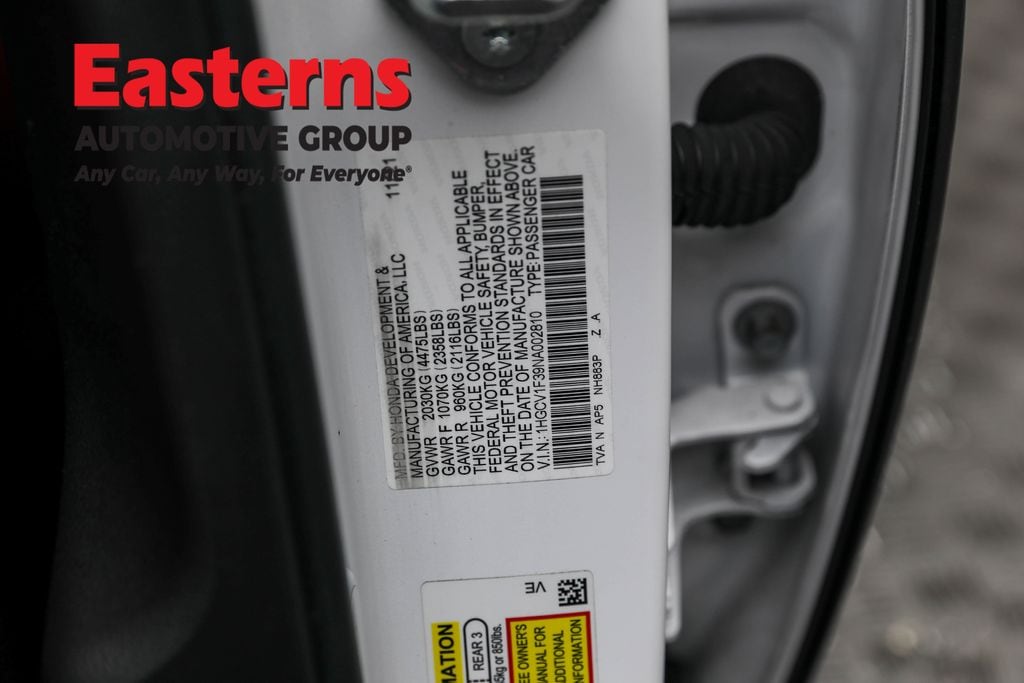 Easterns
AUTOMOTIVE GROUP
Any Car, Any Way, For Everyone®
MFD. BY HONDA DEVELOPMENT &
MANUFACTURING OF AMERICA, LLC
GVWR 2030KG (4475LBS)
GAWR F 1070KG (2358LBS)
GAWR R 960KG (2116LBS)
THIS VEHICLE CONFORMS TO ALL APPLICABLE
FEDERAL MOTOR VEHICLE SAFETY, BUMPER,
AND THEFT PREVENTION STANDARDS IN EFFECT
ON THE DATE OF MANUFACTURE SHOWN ABOVE.
V.I.N.: 1HGCV1F39NA002810 TYPE: PASSENGER CAR
TVA N AP5 NH883P Z .A
VE
REAR 3
or 850lbs.